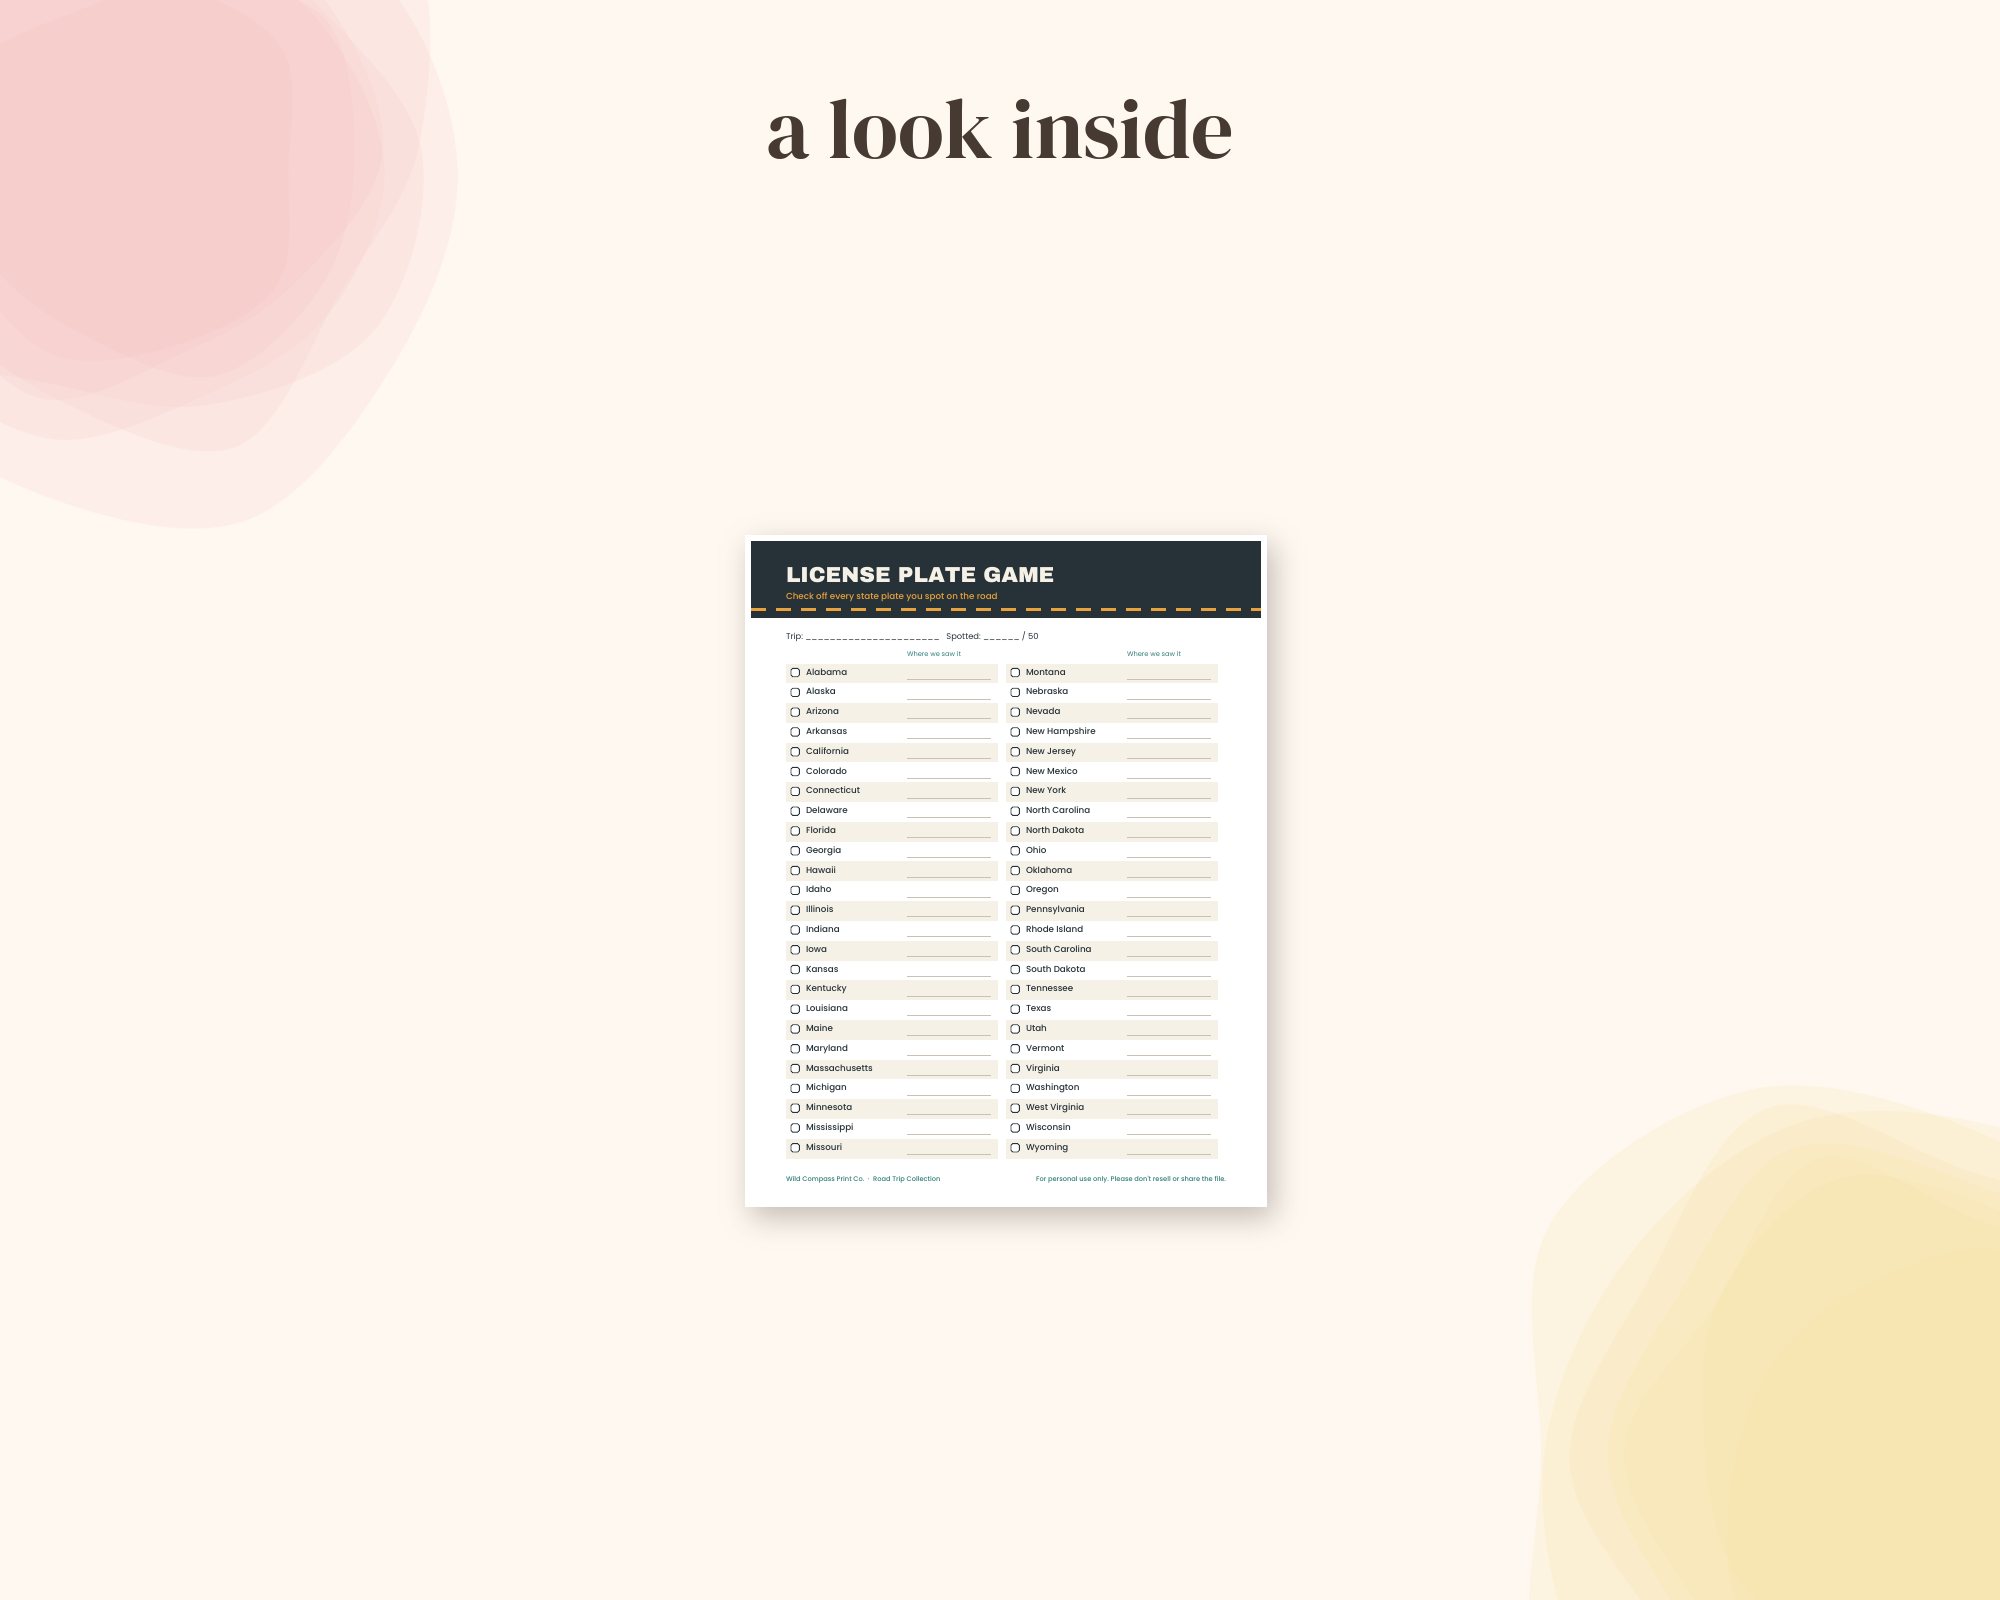 a look inside
LICENSE PLATE GAME
Check off every state plate you spot on the road
Trip: ______________________ Spotted: ______ / 50
Where we saw it Where we saw it
Alabama Montana
Alaska Nebraska
Arizona Nevada
Arkansas New Hampshire
California New Jersey
Colorado New Mexico
Connecticut New York
Delaware North Carolina
Florida North Dakota
Georgia Ohio
Hawaii Oklahoma
Idaho Oregon
Illinois Pennsylvania
Indiana Rhode Island
Iowa South Carolina
Kansas South Dakota
Kentucky Tennessee
Louisiana Texas
Maine Utah
Maryland Vermont
Massachusetts Virginia
Michigan Washington
Minnesota West Virginia
Mississippi Wisconsin
Missouri Wyoming
Wild Compass Print Co. · Road Trip Collection For personal use only. Please don't resell or share the file.